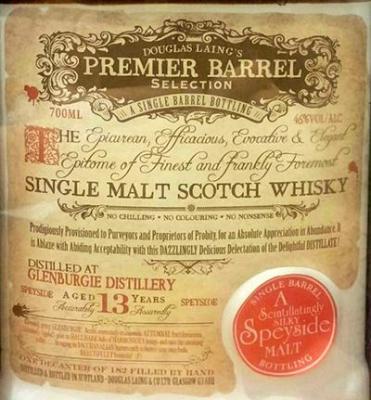 DOUGLAS LAING'S
PREMIER BARREL
SELECTION
A SINGLE BARREL BOTTLING
700ML
46%VOL/ALC
THE Epicurean, Efficacious, Evocative & Elegant
Epitome of Finest and frankly Foremost
SINGLE MALT SCOTCH WHISKY
NO CHILLING • NO COLOURING • NO NONSENSE
Prodigiously Provisioned to Purveyors and Proprietors of Probity, for an Absolute Appreciation in Abundance. It
is Ablaze with Abiding Acceptability with this DAZZLINGLY Delicious Delectation of the Delightful DISTILLATE!
DISTILLED AT
GLENBURGIE DISTILLERY
SPEYSIDE AGED 13 YEARS SPEYSIDE
Accurately Assuredly
GLENBURGIE
ONE DECANTER OF 182 FILLED BY HAND
DISTILLED & BOTTLED IN SCOTLAND - DOUGLAS LAING & CO LTD. GLASGOW G3
SINGLE BARREL
A
Scintillatingly
SILKY
Speyside
MALT
BOTTLING